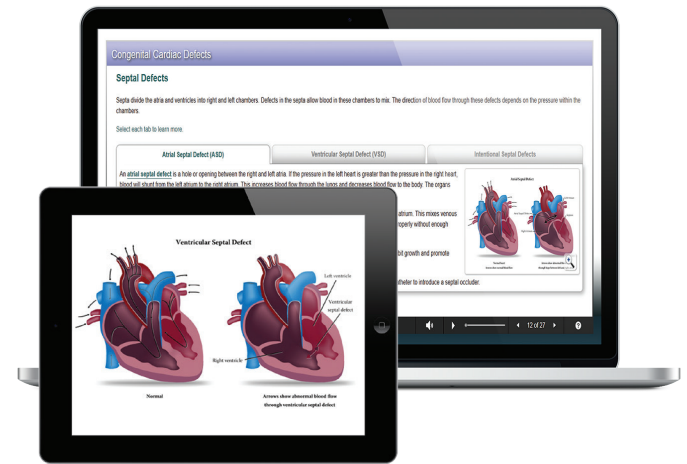 Congenital Cardiac Defects
Septal Defects
Septa divide the atria and ventricles into right and left chambers. Defects in the septa allow blood in these chambers to mix. The direction of blood flow through these defects depends on the pressure within the
chambers.
Select each tab to learn more.
Atrial Septal Defect (ASD)
Ventricular Septal Defect (VSD)
Intentional Septal Defects
An atrial septal defect is a hole or opening between the right and left atria. If the pressure in the left heart is greater than the pressure in the right heart,
blood will shunt from the left atrium to the right atrium. This increases blood flow through the lungs and decreases blood flow to the body. The organs
atrium. This mixes venous
roperly without enough
bit growth and promote
atheter to introduce a septal occluder.
Atrial Septal Defect
12 of 27
Ventricular Septal Defect
Left ventricle
Ventricular
septal defect
Right ventricle
Normal
Arrows show abnormal blood flow
through ventricular septal defect